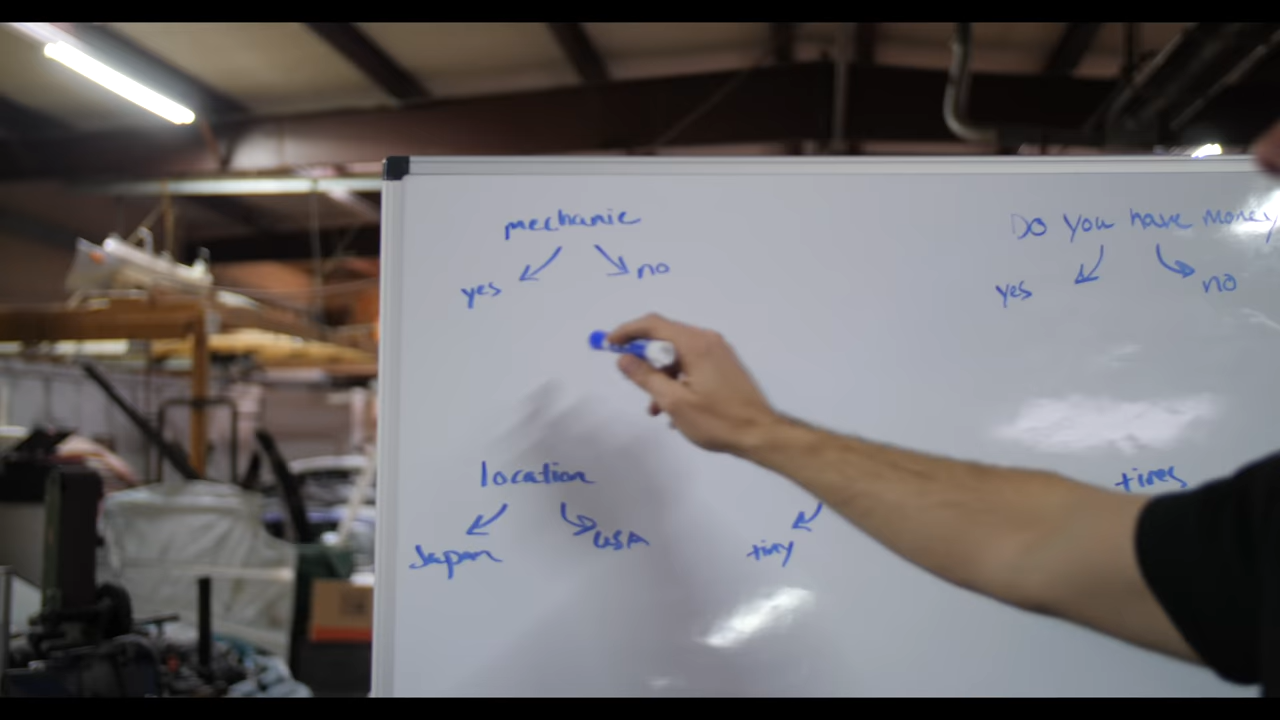 mechanic
yes
no
Do You have Money
yes
no
location
Japan
USA
tiny
tires